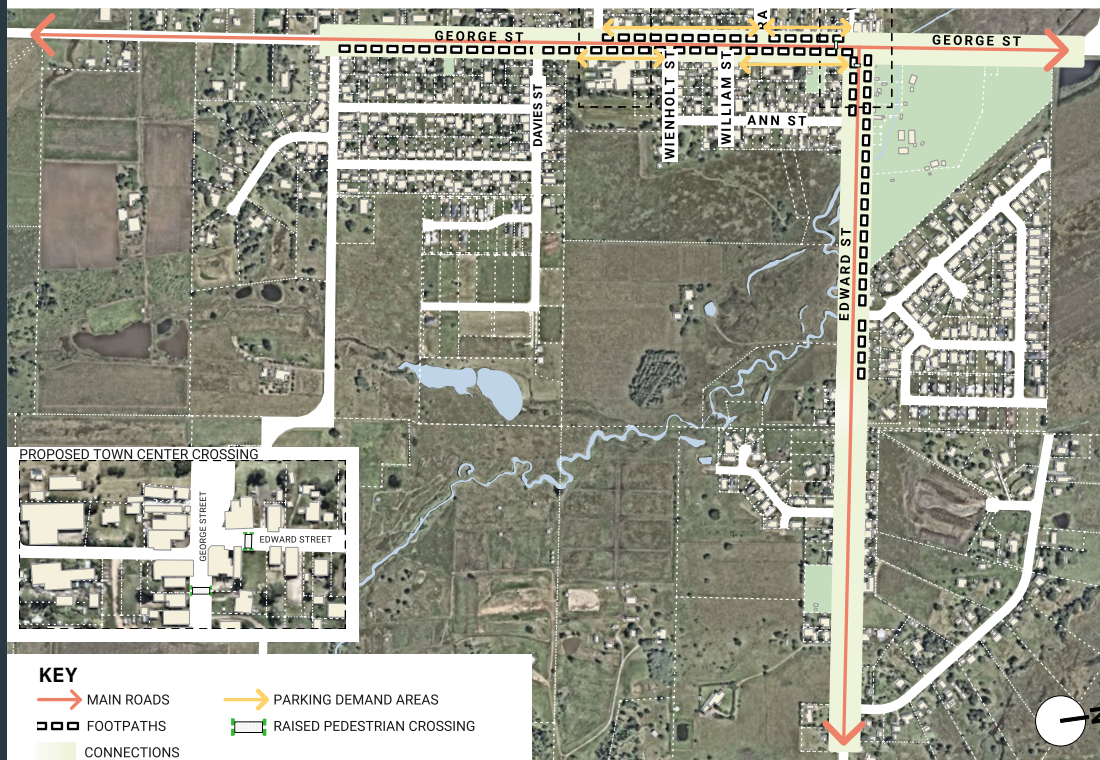 RA
GEORGE ST
GEORGE ST
DAVIES ST
WIENHOLT ST
WILLIAM ST
ANN ST
EDWARD ST
PROPOSED TOWN CENTER CROSSING
GEORGE STREET
EDWARD STREET
KEY
MAIN ROADS
PARKING DEMAND AREAS
FOOTPATHS
RAISED PEDESTRIAN CROSSING
CONNECTIONS
N